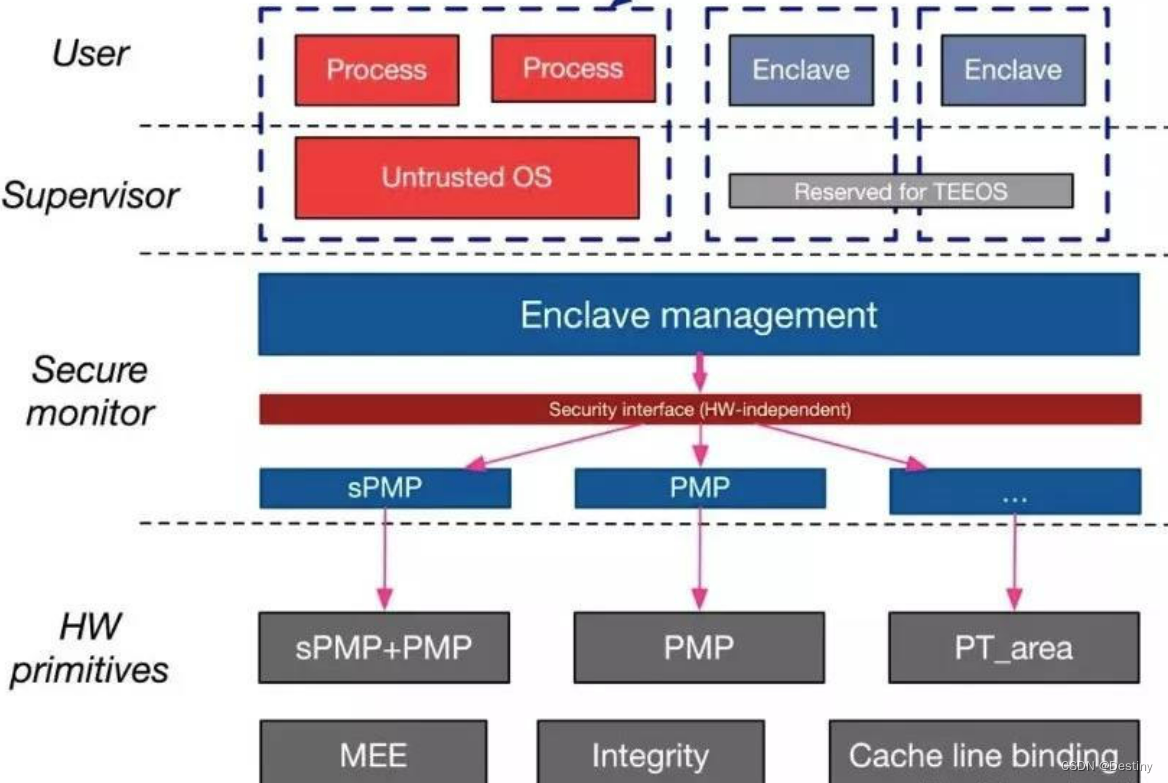 User
Process
Process
Enclave
Enclave
Supervisor
Untrusted OS
Reserved for TEEOS
Enclave management
Secure
monitor
Security interface (HW-independent)
sPMP
PMP
...
HW
primitives
sPMP+PMP
PMP
PT_area
MEE
Integrity
Cache line binding
CSDN @Destiny